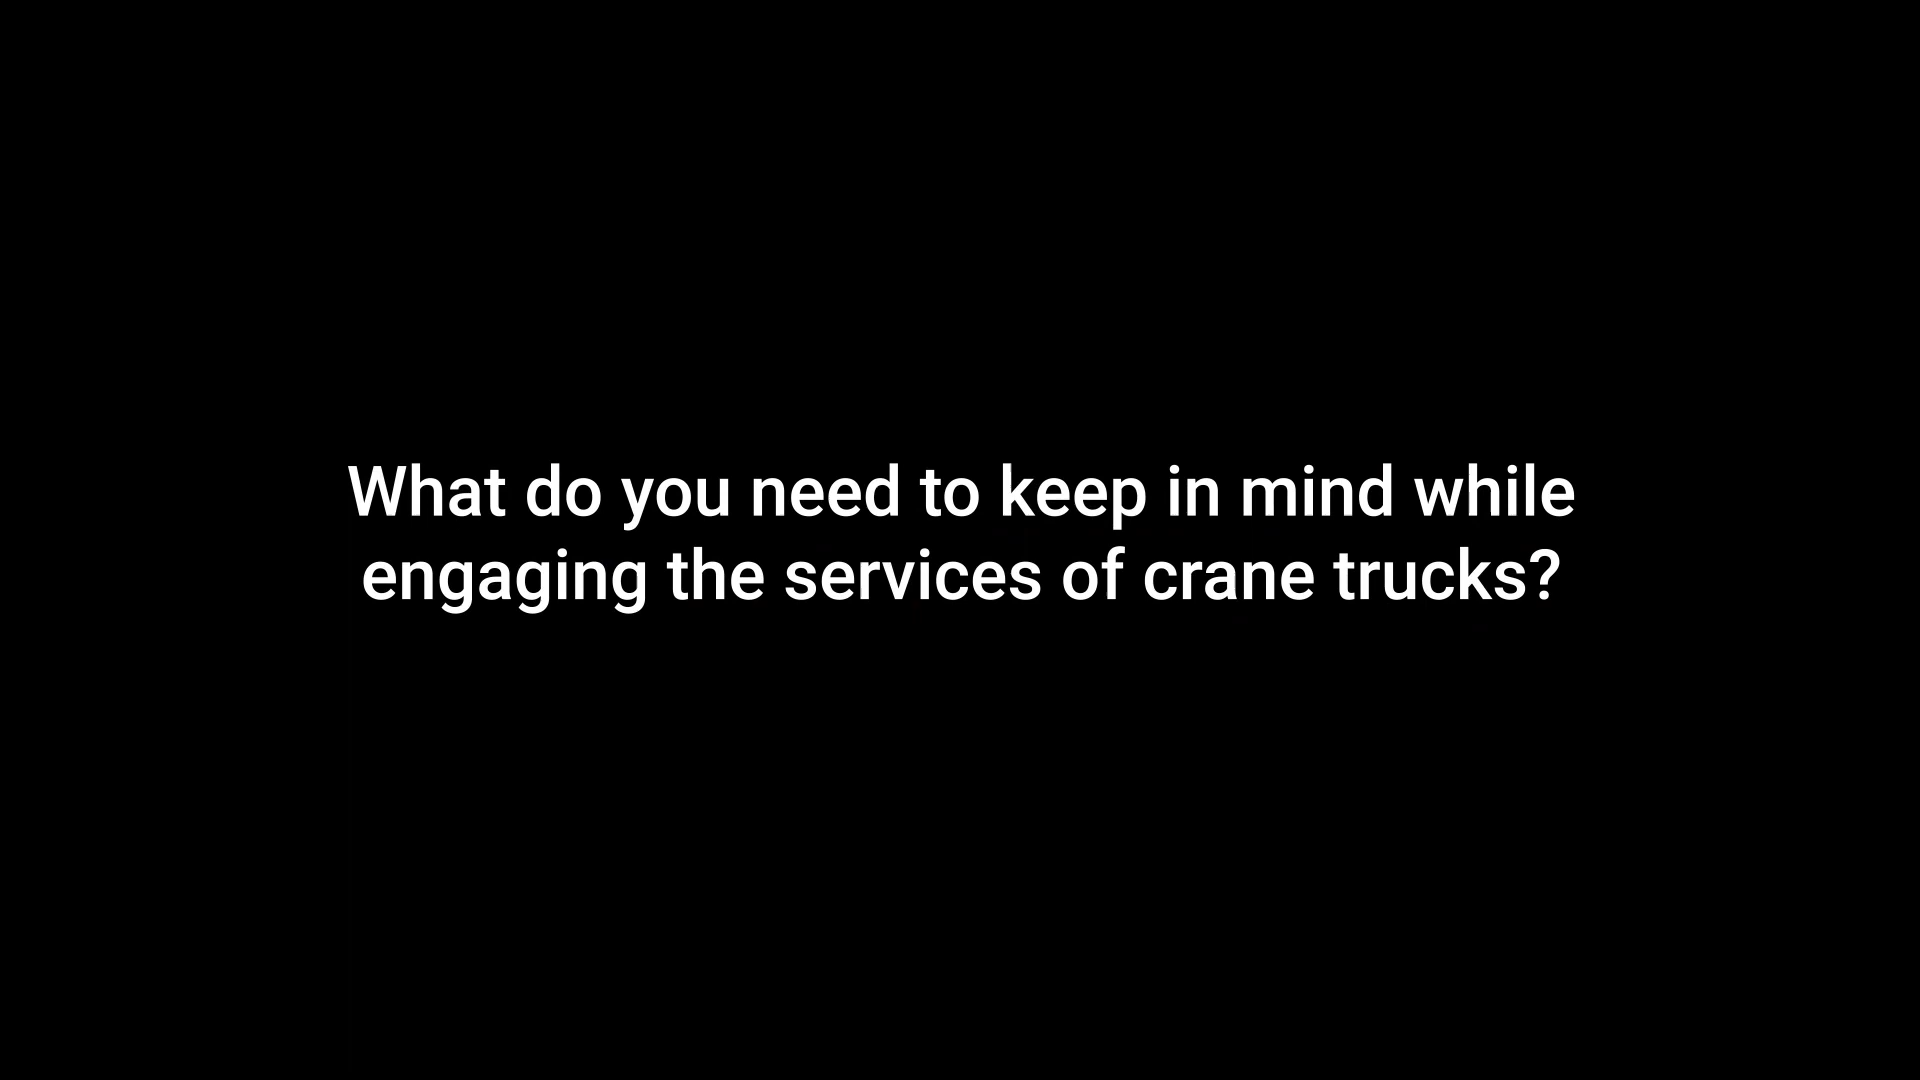 What do you need to keep in mind while
engaging the services of crane trucks?